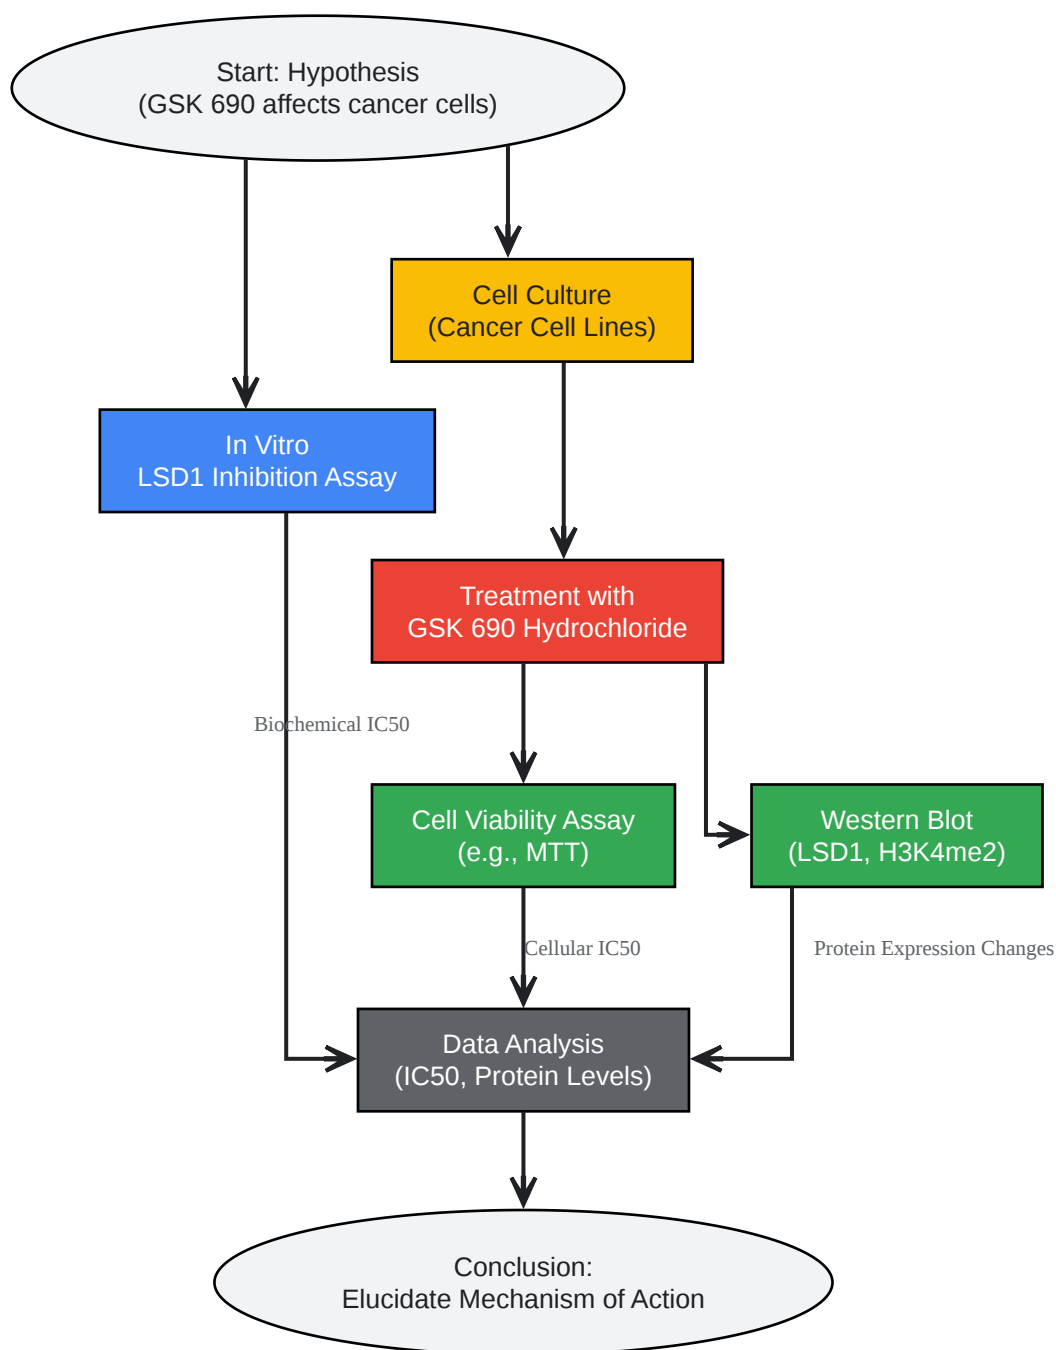 Start: Hypothesis
(GSK 690 affects cancer cells)
Cell Culture
(Cancer Cell Lines)
In Vitro
LSD1 Inhibition Assay
Treatment with
GSK 690 Hydrochloride
Biochemical IC50
Cell Viability Assay
(e.g., MTT)
Western Blot
(LSD1, H3K4me2)
Cellular IC50
Protein Expression Changes
Data Analysis
(IC50, Protein Levels)
Conclusion:
Elucidate Mechanism of Action